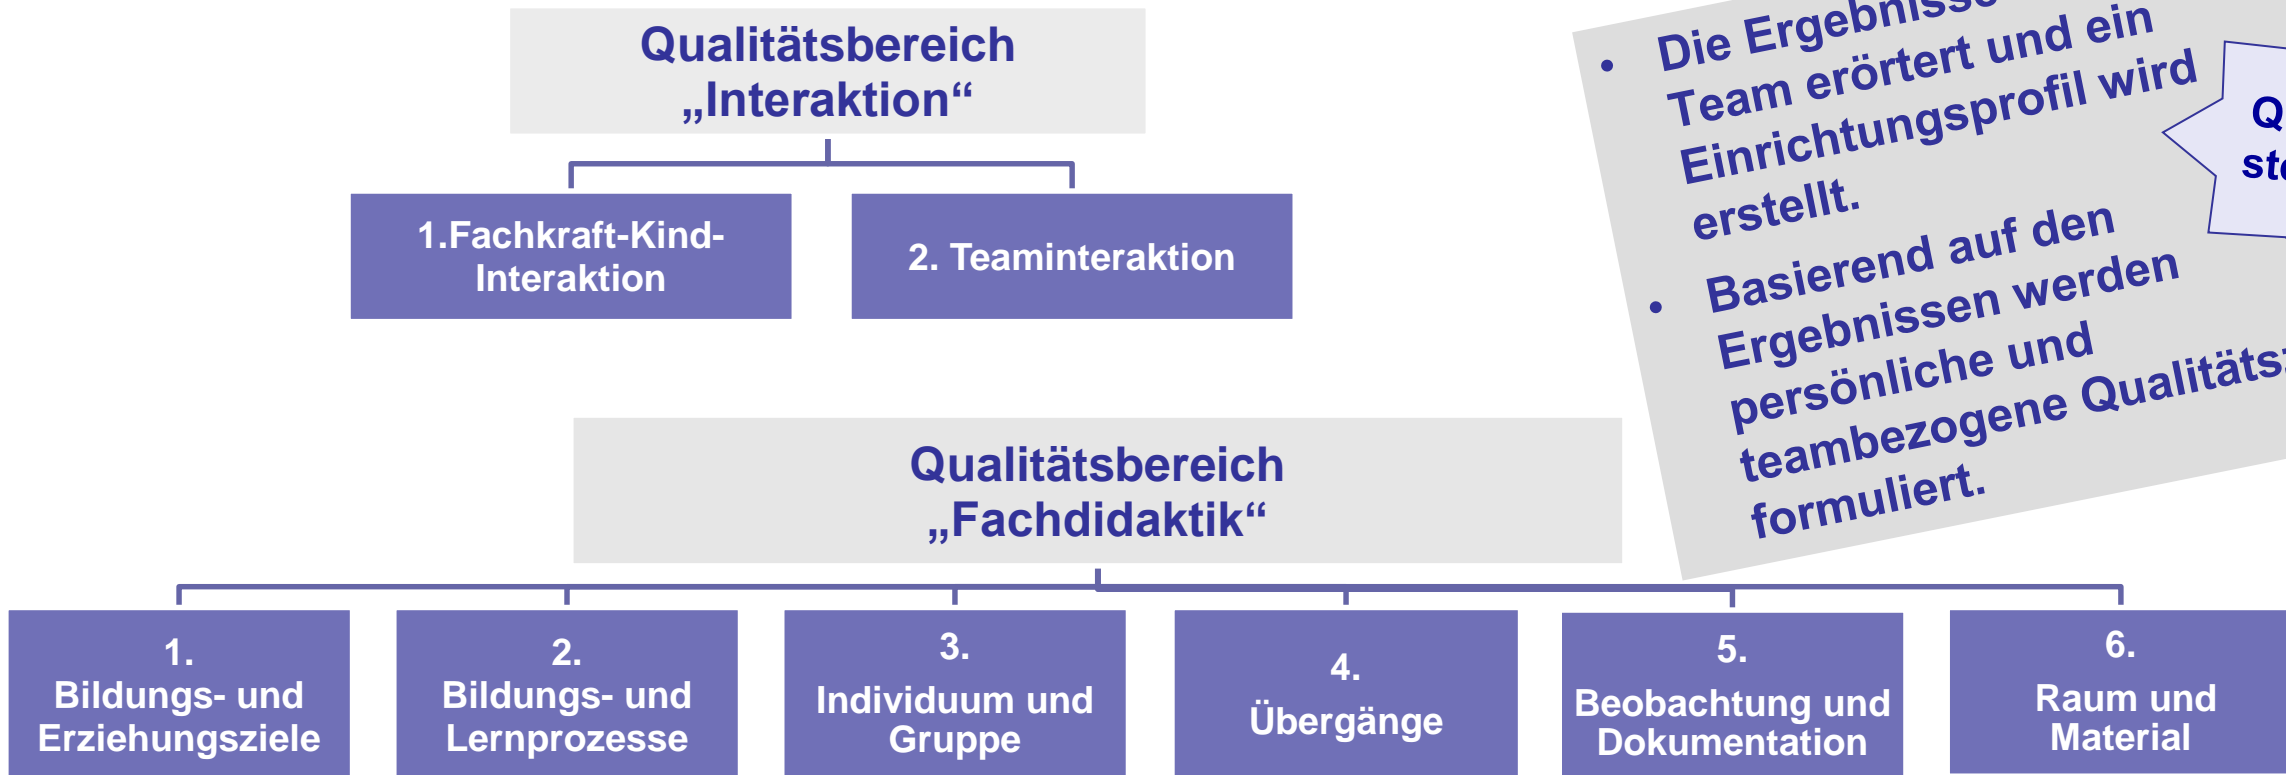 Qualitätsbereich
„Interaktion“
1.Fachkraft-Kind-
Interaktion
2. Teaminteraktion
• Die Ergebnisse
Team erörtert und ein
Einrichtungsprofil wird
erstellt.
• Basierend auf den
Ergebnissen werden
persönliche und
teambezogene
formuliert.
Qualitätsbereich
„Fachdidaktik“
1.
Bildungs- und
Erziehungsziele
2.
Bildungs- und
Lernprozesse
3.
Individuum und
Gruppe
4.
Übergänge
5.
Beobachtung und
Dokumentation
6.
Raum und
Material